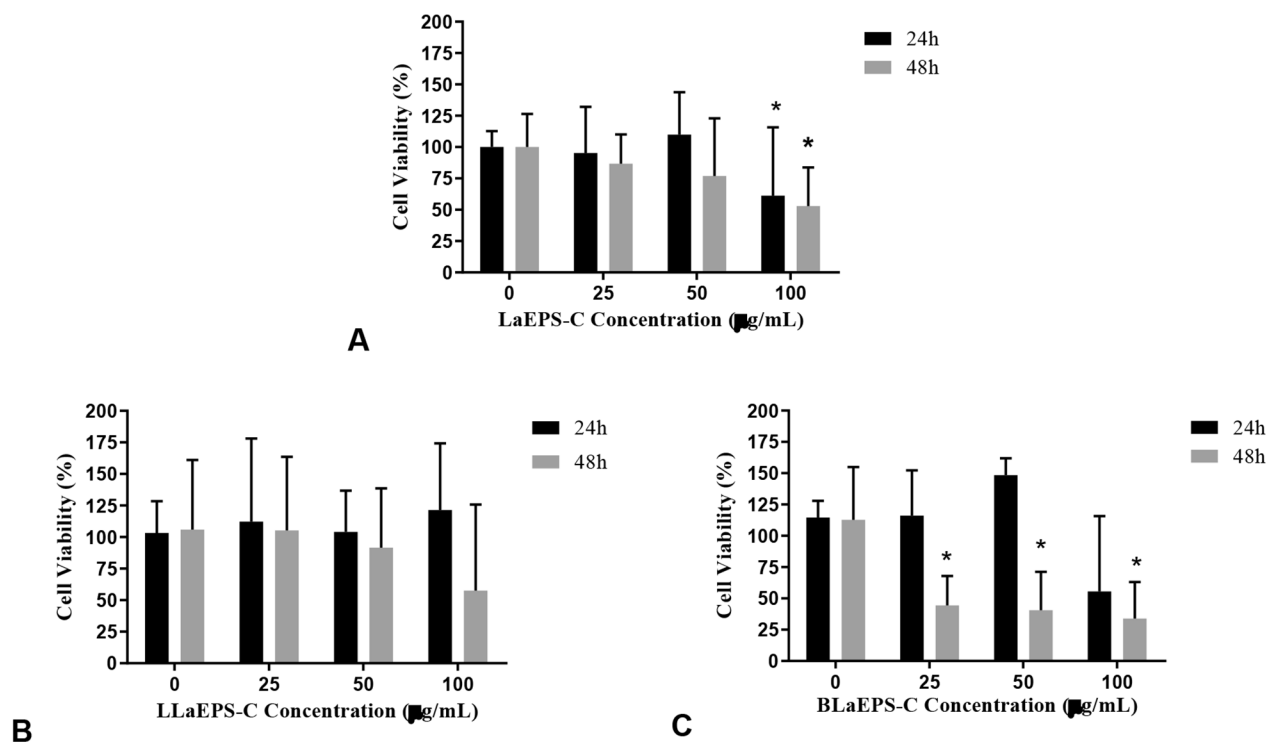 200
175
150
125
100
75
50
25
0
Cell Viability (%)
24h
48h
*
*
0 25 50 100
LaEPS-C Concentration (μg/mL)
A
200
175
150
125
100
75
50
25
0
Cell Viability (%)
24h
48h
0 25 50 100
LLaEPS-C Concentration (μg/mL)
B
200
175
150
125
100
75
50
25
0
Cell Viability (%)
24h
48h
*
*
*
0 25 50 100
BLaEPS-C Concentration (μg/mL)
C